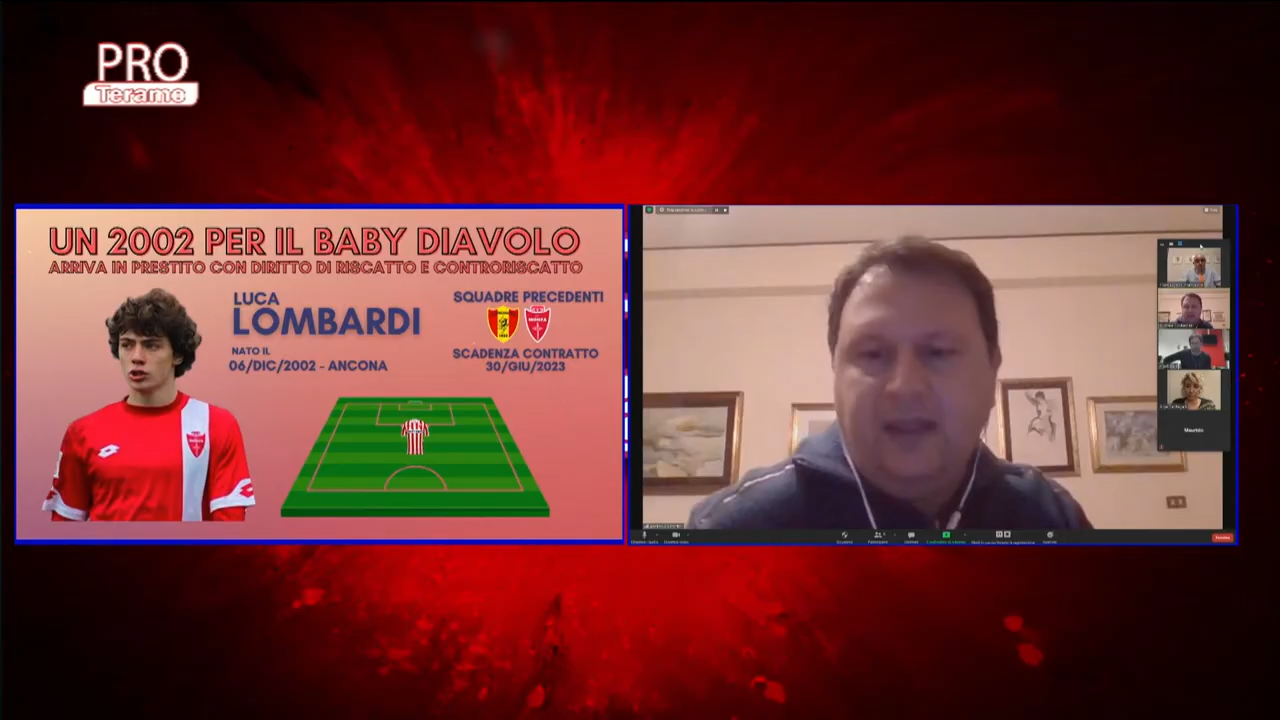 PRO
Teramo
UN 2002 PER IL BABY DIAVOLO
ARRIVA IN PRESTITO CON DIRITTO DI RISCATTO E CONTRORISCATTO
LUCA
LOMBARDI
NATO IL
06/DIC/2002 - ANCONA
SQUADRE PRECEDENTI
SCADENZA CONTRATTO
30/GIU/2023
Maurizio